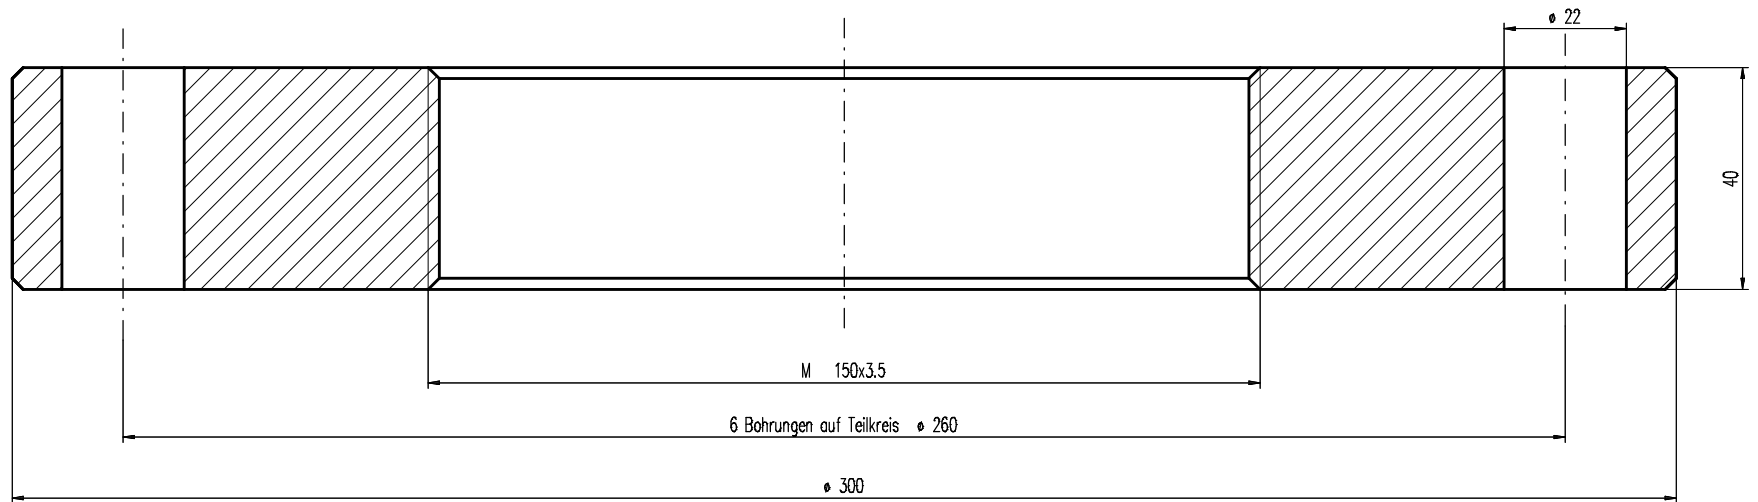 ø 22
40
M 150x3.5
6 Bohrungen auf Teilkreis ø 260
ø 300